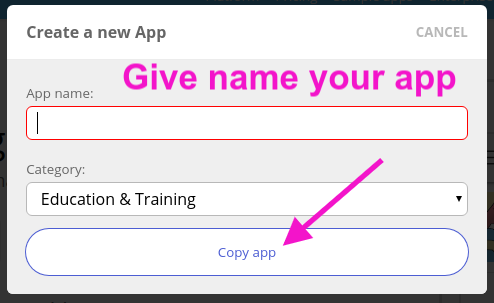 Create a new App
CANCEL
Give name your app
App name:
Category:
Education & Training
Copy app